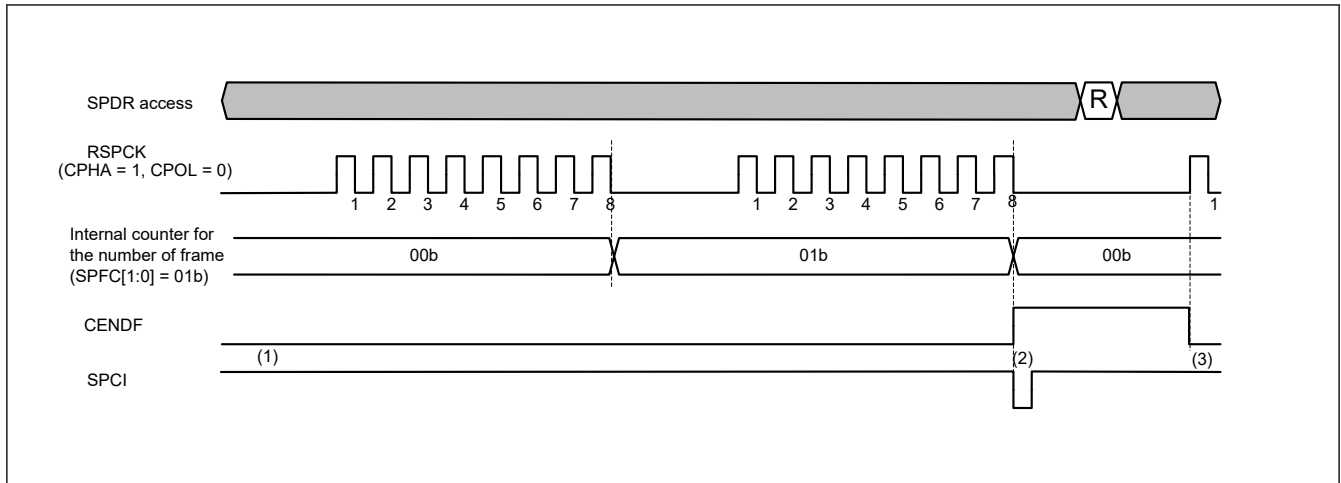 SPDR access
R
RSPCK
(CPHA = 1, CPOL = 0)
1 2 3 4 5 6 7 8 1 2 3 4 5 6 7 8 1
Internal counter for
the number of frame
(SPFC[1:0] = 01b)
00b 01b 00b
CENDF
(1) (2) (3)
SPCI